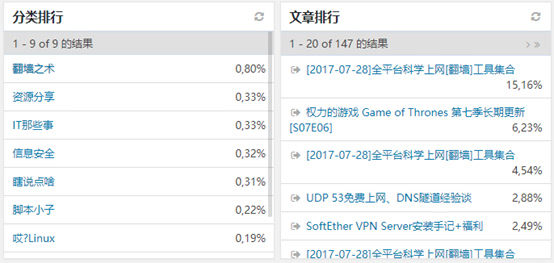 分类排行
1 - 9 of 9 的结果
翻墙之术 0,80%
资源分享 0,33%
IT那些事 0,33%
信息安全 0,32%
瞎说点啥 0,31%
脚本小子 0,22%
哎?Linux 0,19%
文章排行
1 - 20 of 147 的结果 › »
[2017-07-28]全平台科学上网[翻墙]工具集合
15,16%
权力的游戏 Game of Thrones 第七季长期更新
[S07E06] 6,23%
[2017-07-28]全平台科学上网[翻墙]工具集合
4,54%
UDP 53免费上网、DNS隧道经验谈 2,88%
SoftEther VPN Server安装手记+福利 2,49%
[2017-07-28]全平台科学上网[翻墙]工具集合